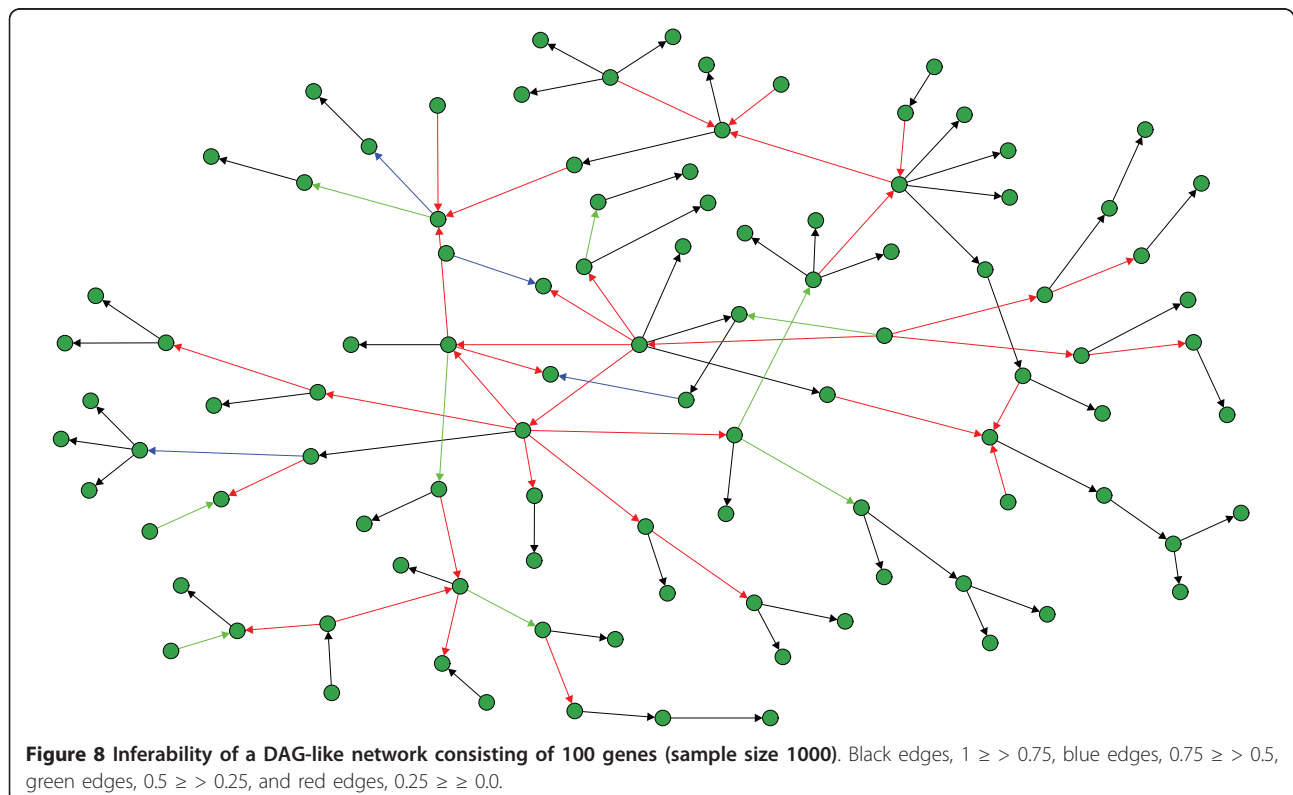 Figure 8 Inferability of a DAG-like network consisting of 100 genes (sample size 1000). Black edges, 1 ≥ > 0.75, blue edges, 0.75 ≥ > 0.5,
green edges, 0.5 ≥ > 0.25, and red edges, 0.25 ≥ ≥ 0.0.